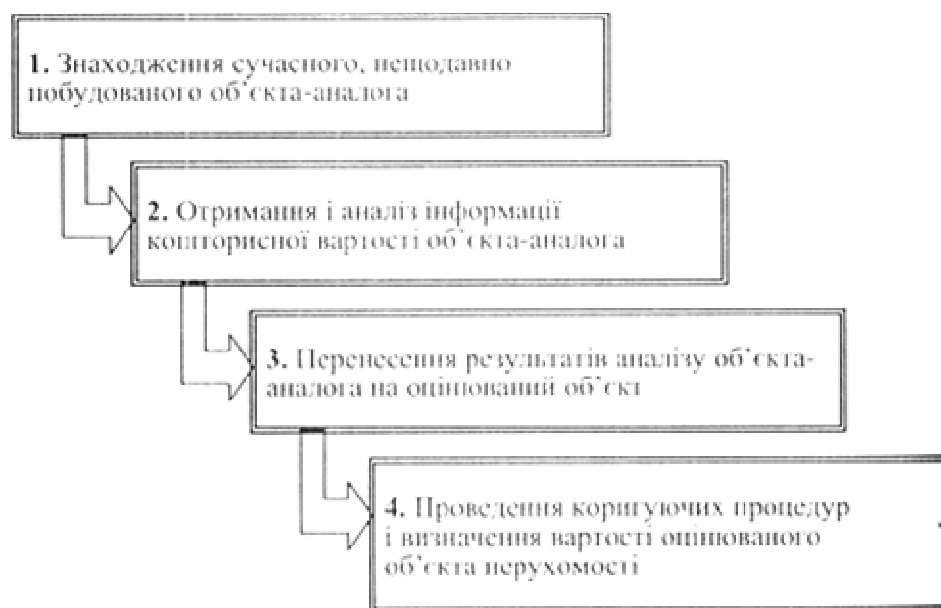 1. Знаходження сучасного, нещодавно
побудованого об'єкта-аналога
2. Отримання і аналіз інформації
кошторисної вартості об'єкта-аналога
3. Перенесення результатів аналізу об'єкта-
аналога на оцінюваний об'єкт
4. Проведення коригуючих процедур
і визначення вартості оцінюваного
об'єкта нерухомості